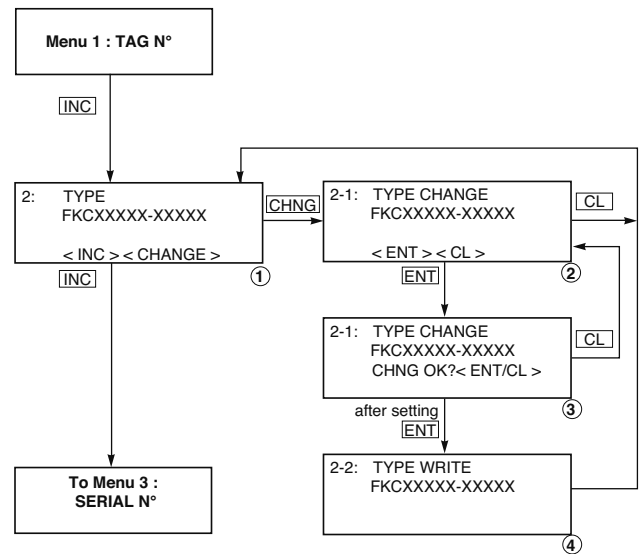 Menu 1 : TAG N°
INC
2: TYPE
FKCXXXXX-XXXXX
< INC > < CHANGE >
①
CHNG
2-1: TYPE CHANGE
FKCXXXXX-XXXXX
< ENT > < CL >
②
CL
INC
ENT
2-1: TYPE CHANGE
FKCXXXXX-XXXXX
CHNG OK?< ENT/CL >
③
CL
after setting
ENT
2-2: TYPE WRITE
FKCXXXXX-XXXXX
④
To Menu 3 :
SERIAL N°